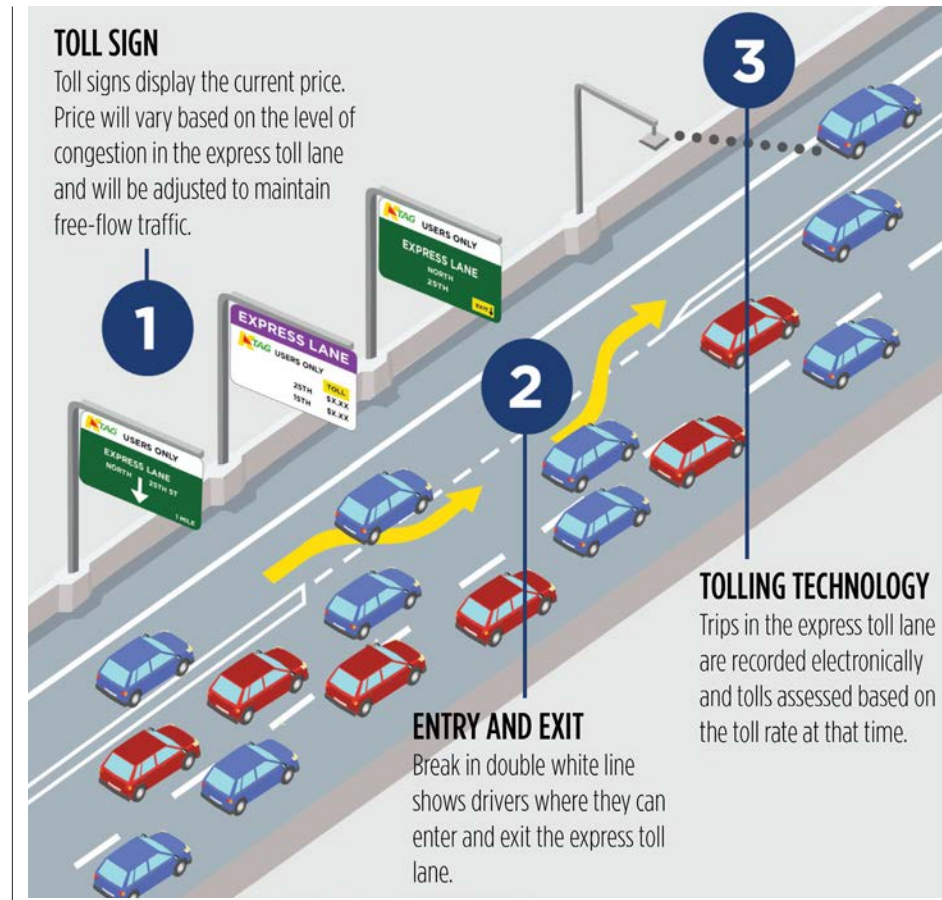 TOLL SIGN
Toll signs display the current price.
Price will vary based on the level of
congestion in the express toll lane
and will be adjusted to maintain
free-flow traffic.
1
TAG USERS ONLY
EXPRESS LANE
NORTH 25TH ST
1 MILE
EXPRESS LANE
TAG USERS ONLY
TOLL
25TH $X.XX
15TH $X.XX
TAG USERS ONLY
EXPRESS LANE
NORTH
25TH
EXIT
2
ENTRY AND EXIT
Break in double white line
shows drivers where they can
enter and exit the express toll
lane.
3
TOLLING TECHNOLOGY
Trips in the express toll lane
are recorded electronically
and tolls assessed based on
the toll rate at that time.